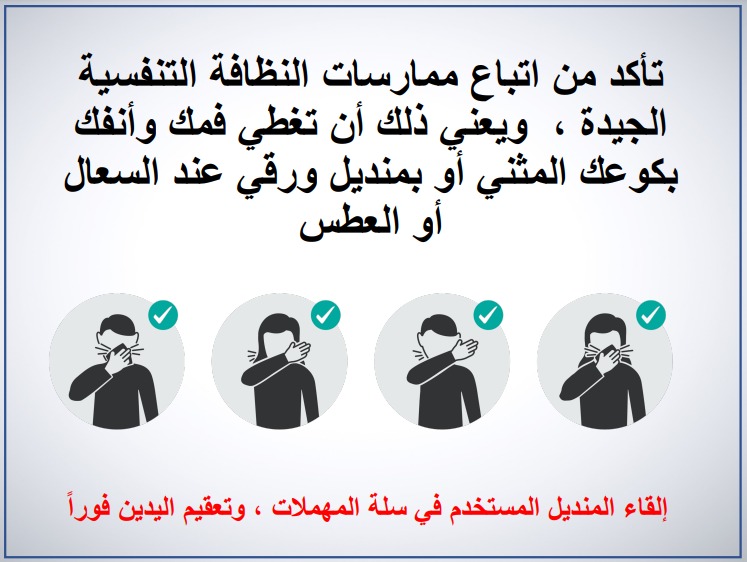 تأكد من اتباع ممارسات النظافة التنفسية
الجيدة ، ويعني ذلك أن تغطي فمك وأنفك
بكوعك المثني أو بمنديل ورقي عند السعال
أو العطس
إلقاء المنديل المستخدم في سلة المهملات ، وتعقيم اليدين فوراً